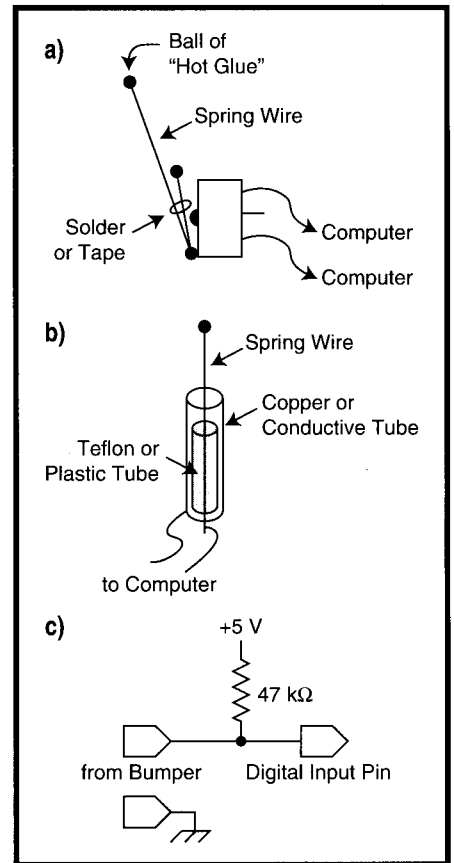 a)
Ball of
“Hot Glue”
Spring Wire
Solder
or Tape
Computer
Computer
b)
Spring Wire
Copper or
Conductive Tube
Teflon or
Plastic Tube
to Computer
c)
+5 V
47 kΩ
from Bumper
Digital Input Pin